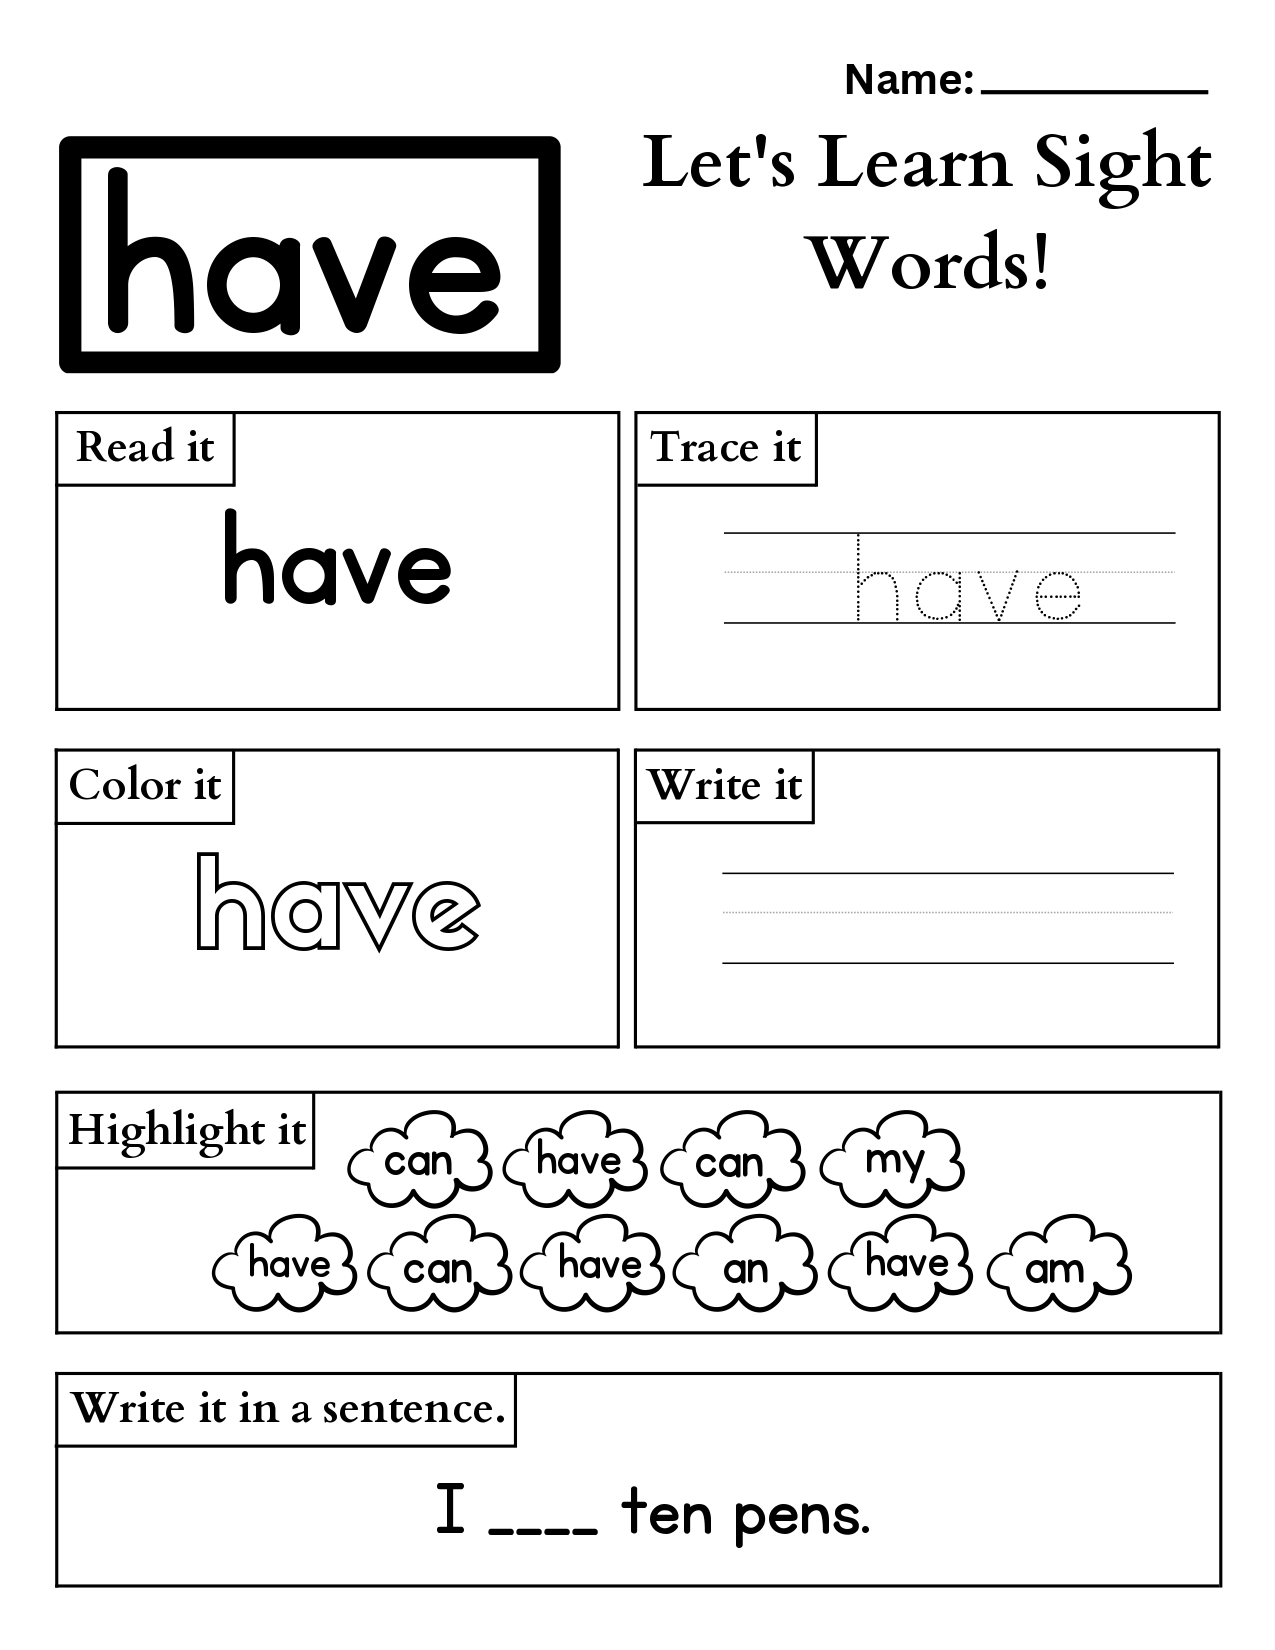 Name:
Let's Learn Sight
Words!
have
Read it
have
Trace it
have
Color it
have
Write it
Highlight it
can have can my
have can have an have am
Write it in a sentence.
I ____ ten pens.